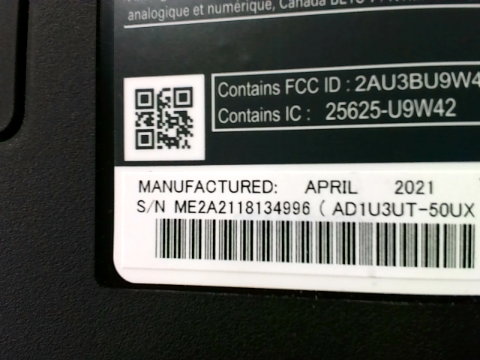 analogique et numérique, Canada
Contains FCC ID : 2AU3BU9W4
Contains IC : 25625-U9W42
MANUFACTURED: APRIL 2021
S/N ME2A2118134996 ( AD1U3UT-50UX